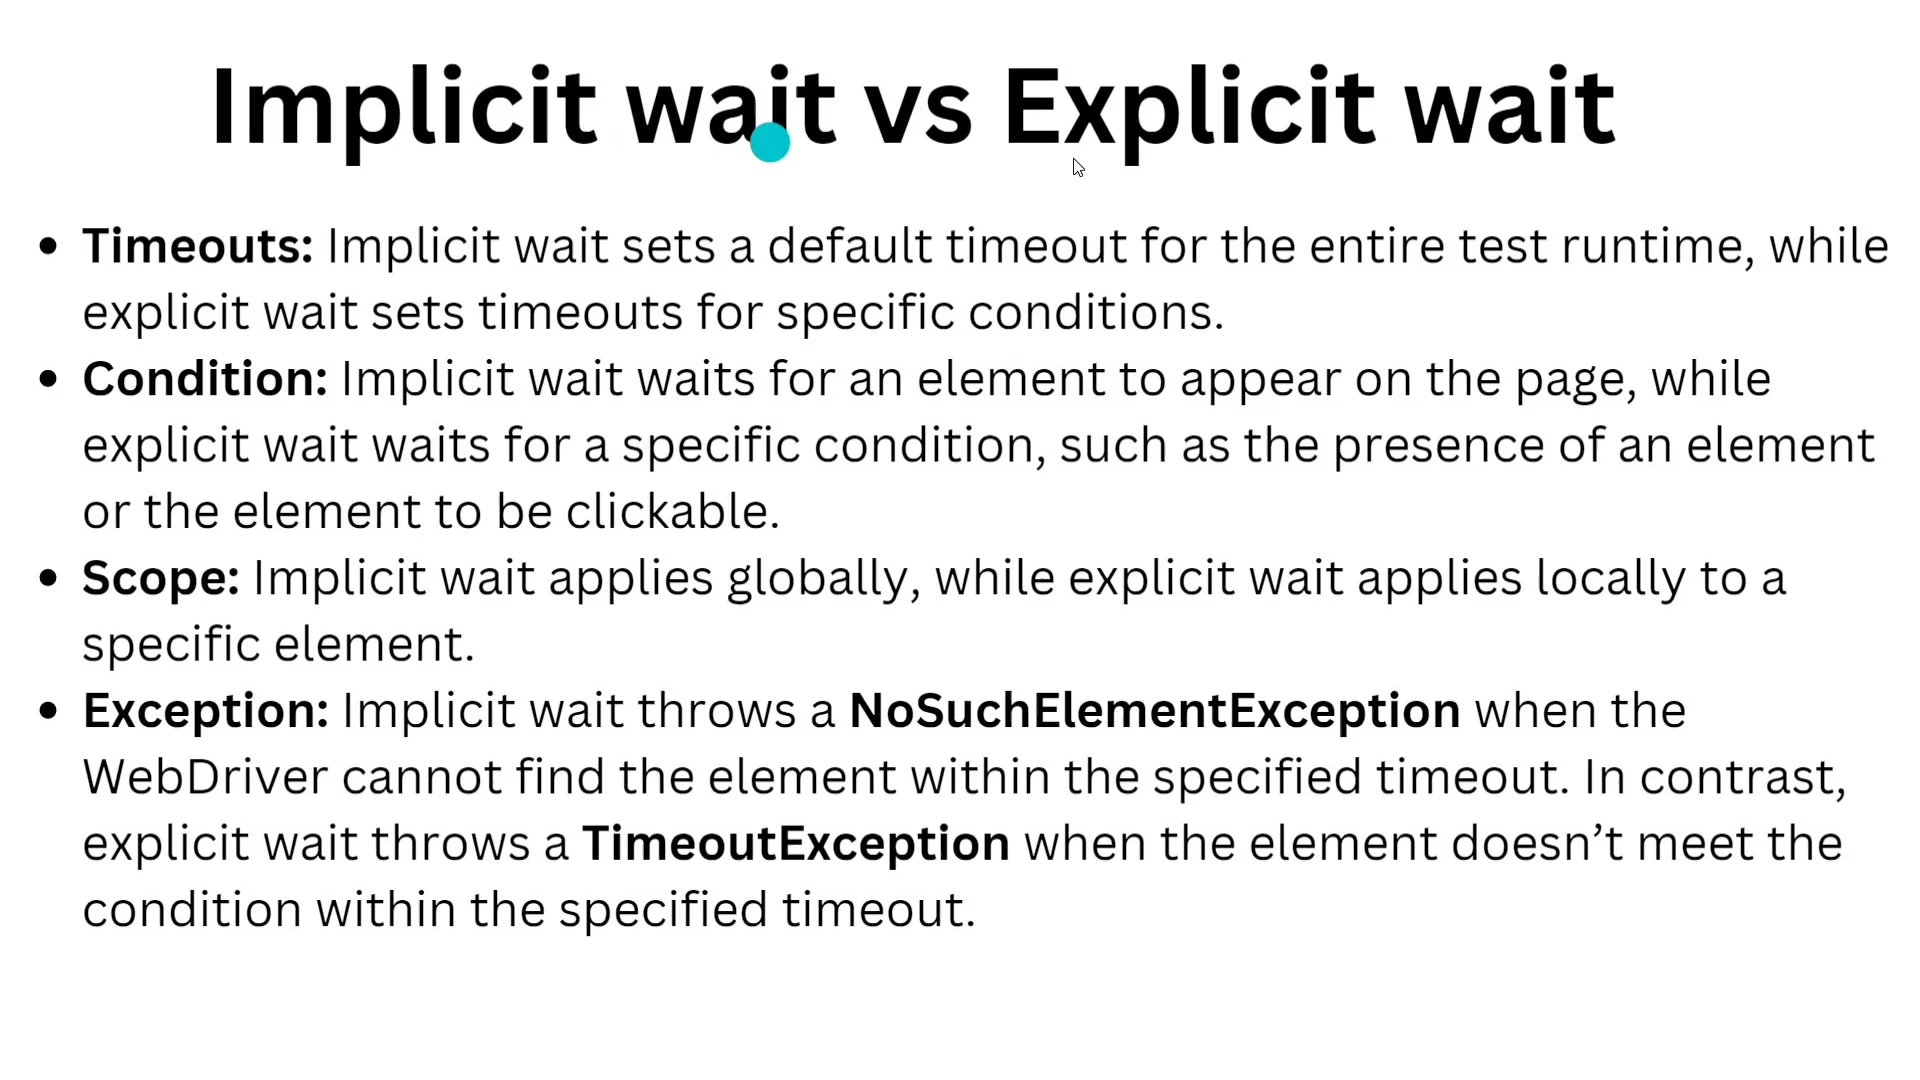 Implicit wait vs Explicit wait
• Timeouts: Implicit wait sets a default timeout for the entire test runtime, while
explicit wait sets timeouts for specific conditions.
• Condition: Implicit wait waits for an element to appear on the page, while
explicit wait waits for a specific condition, such as the presence of an element
or the element to be clickable.
• Scope: Implicit wait applies globally, while explicit wait applies locally to a
specific element.
• Exception: Implicit wait throws a NoSuchElementException when the
WebDriver cannot find the element within the specified timeout. In contrast,
explicit wait throws a TimeoutException when the element doesn’t meet the
condition within the specified timeout.